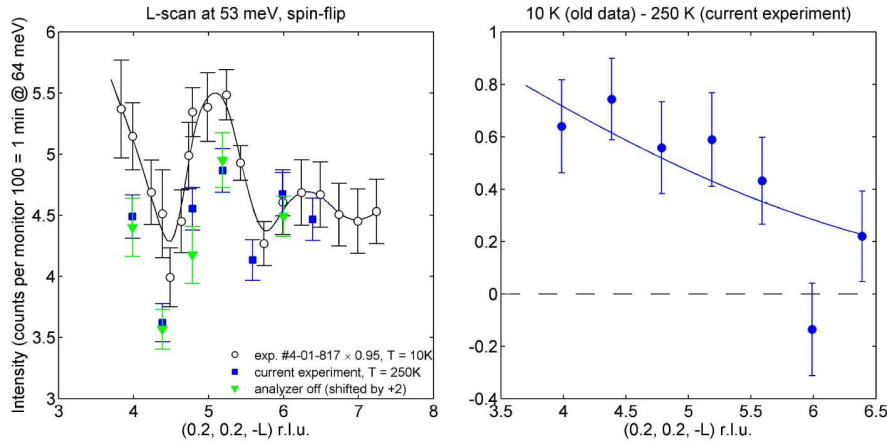 L-scan at 53 meV, spin-flip
Intensity (counts per monitor 100 = 1 min @ 64 meV)
6
5.5
5
4.5
4
3.5
3
3 4 5 6 7 8
exp. #4-01-817 × 0.95, T = 10K
current experiment, T = 250K
analyzer off (shifted by +2)
(0.2, 0.2, -L) r.l.u.
10 K (old data) - 250 K (current experiment)
1
0.8
0.6
0.4
0.2
0
-0.2
-0.4
3.5 4 4.5 5 5.5 6 6.5
(0.2, 0.2, -L) r.l.u.